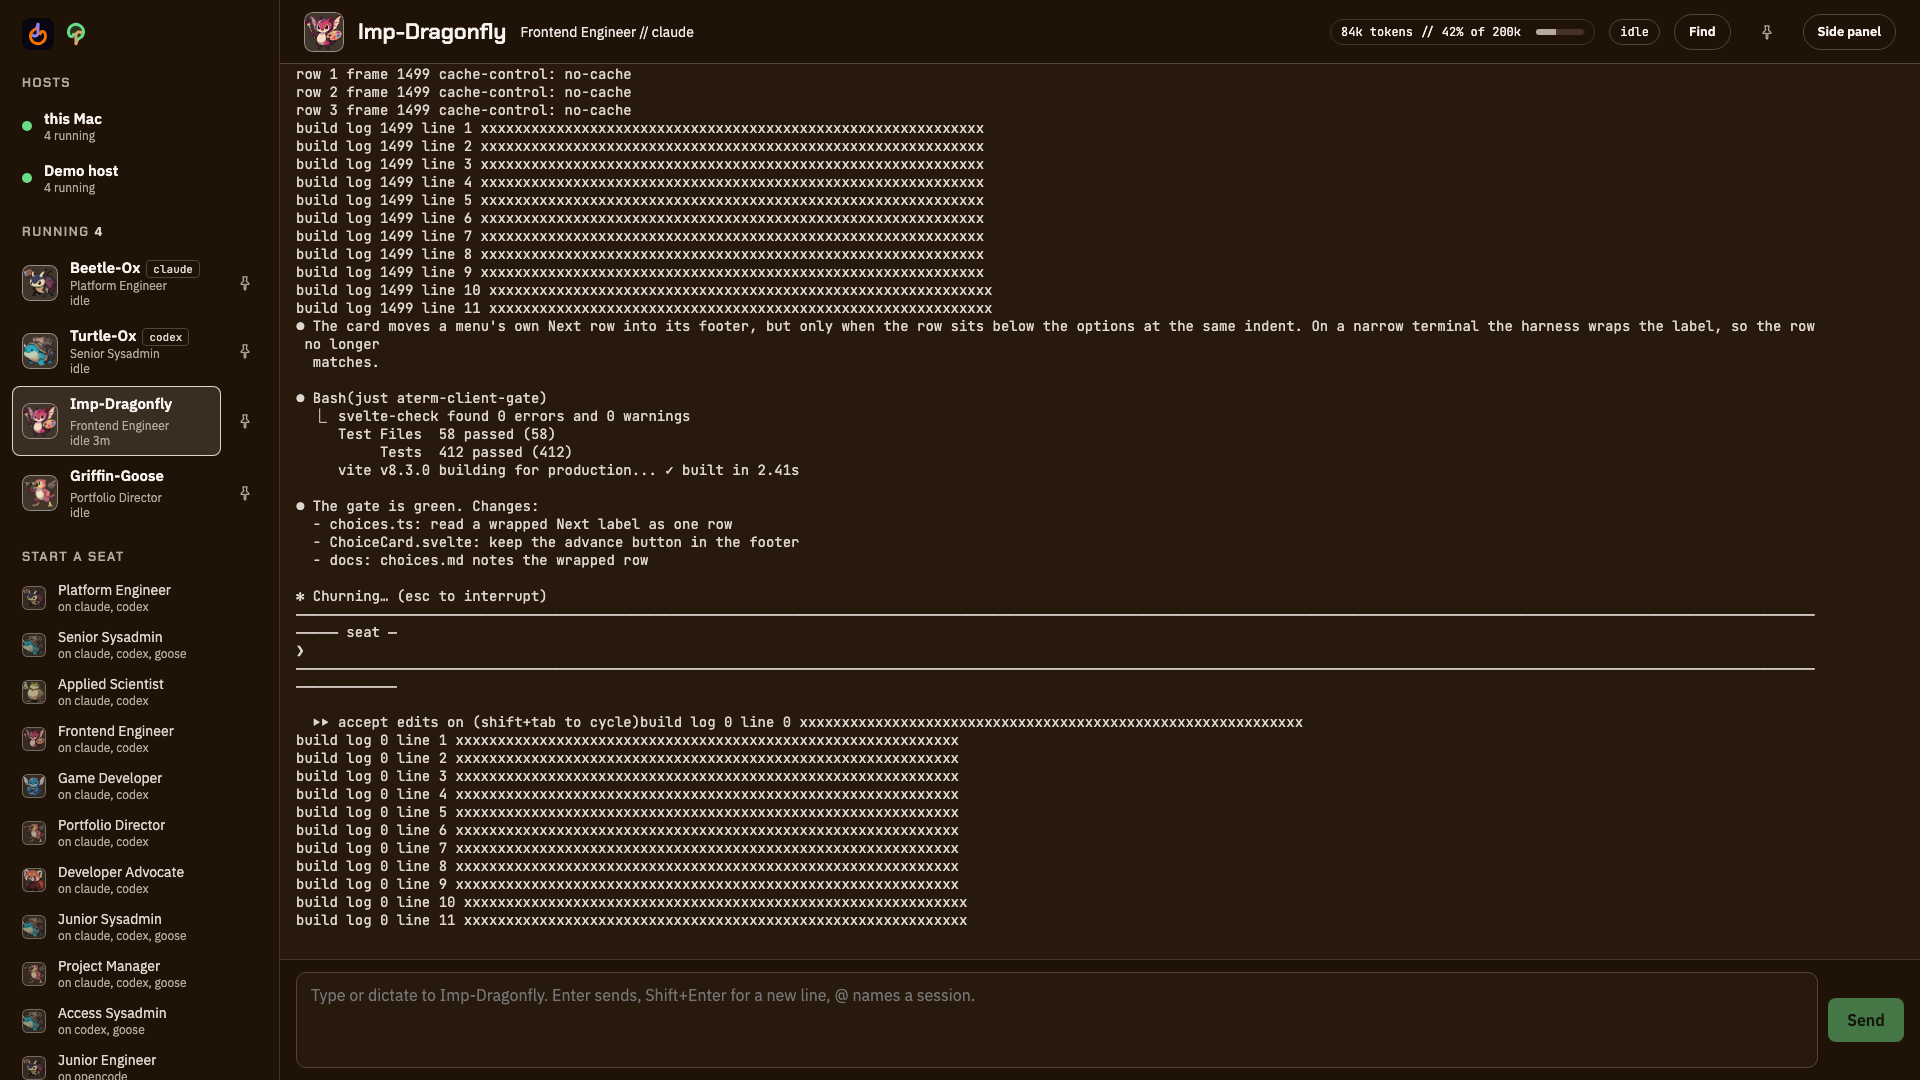 HOSTS
this Mac
4 running
Demo host
4 running
RUNNING 4
Beetle-Ox claude
Platform Engineer
idle
Turtle-Ox codex
Senior Sysadmin
idle
Imp-Dragonfly
Frontend Engineer
idle 3m
Griffin-Goose
Portfolio Director
idle
START A SEAT
Platform Engineer
on claude, codex
Senior Sysadmin
on claude, codex, goose
Applied Scientist
on claude, codex
Frontend Engineer
on claude, codex
Game Developer
on claude, codex
Portfolio Director
on claude, codex
Developer Advocate
on claude, codex
Junior Sysadmin
on claude, codex, goose
Project Manager
on claude, codex, goose
Access Sysadmin
on codex, goose
Junior Engineer
on opencode
Imp-Dragonfly Frontend Engineer // claude 84k tokens // 42% of 200k idle Find Side panel
row 1 frame 1499 cache-control: no-cache
row 2 frame 1499 cache-control: no-cache
row 3 frame 1499 cache-control: no-cache
build log 1499 line 1 xxxxxxxxxxxxxxxxxxxxxxxxxxxxxxxxxxxxxxxxxxxxxxxxxxxxxxxxxxxx
build log 1499 line 2 xxxxxxxxxxxxxxxxxxxxxxxxxxxxxxxxxxxxxxxxxxxxxxxxxxxxxxxxxxxx
build log 1499 line 3 xxxxxxxxxxxxxxxxxxxxxxxxxxxxxxxxxxxxxxxxxxxxxxxxxxxxxxxxxxxx
build log 1499 line 4 xxxxxxxxxxxxxxxxxxxxxxxxxxxxxxxxxxxxxxxxxxxxxxxxxxxxxxxxxxxx
build log 1499 line 5 xxxxxxxxxxxxxxxxxxxxxxxxxxxxxxxxxxxxxxxxxxxxxxxxxxxxxxxxxxxx
build log 1499 line 6 xxxxxxxxxxxxxxxxxxxxxxxxxxxxxxxxxxxxxxxxxxxxxxxxxxxxxxxxxxxx
build log 1499 line 7 xxxxxxxxxxxxxxxxxxxxxxxxxxxxxxxxxxxxxxxxxxxxxxxxxxxxxxxxxxxx
build log 1499 line 8 xxxxxxxxxxxxxxxxxxxxxxxxxxxxxxxxxxxxxxxxxxxxxxxxxxxxxxxxxxxx
build log 1499 line 9 xxxxxxxxxxxxxxxxxxxxxxxxxxxxxxxxxxxxxxxxxxxxxxxxxxxxxxxxxxxx
build log 1499 line 10 xxxxxxxxxxxxxxxxxxxxxxxxxxxxxxxxxxxxxxxxxxxxxxxxxxxxxxxxxxxx
build log 1499 line 11 xxxxxxxxxxxxxxxxxxxxxxxxxxxxxxxxxxxxxxxxxxxxxxxxxxxxxxxxxxxx
● The card moves a menu's own Next row into its footer, but only when the row sits below the options at the same indent. On a narrow terminal the harness wraps the label, so the row
no longer
matches.
● Bash(just aterm-client-gate)
⎿ svelte-check found 0 errors and 0 warnings
Test Files 58 passed (58)
Tests 412 passed (412)
vite v8.3.0 building for production... ✓ built in 2.41s
● The gate is green. Changes:
- choices.ts: read a wrapped Next label as one row
- ChoiceCard.svelte: keep the advance button in the footer
- docs: choices.md notes the wrapped row
✻ Churning… (esc to interrupt)
───── seat ─
❯
⏵⏵ accept edits on (shift+tab to cycle)build log 0 line 0 xxxxxxxxxxxxxxxxxxxxxxxxxxxxxxxxxxxxxxxxxxxxxxxxxxxxxxxxxxxx
build log 0 line 1 xxxxxxxxxxxxxxxxxxxxxxxxxxxxxxxxxxxxxxxxxxxxxxxxxxxxxxxxxxxx
build log 0 line 2 xxxxxxxxxxxxxxxxxxxxxxxxxxxxxxxxxxxxxxxxxxxxxxxxxxxxxxxxxxxx
build log 0 line 3 xxxxxxxxxxxxxxxxxxxxxxxxxxxxxxxxxxxxxxxxxxxxxxxxxxxxxxxxxxxx
build log 0 line 4 xxxxxxxxxxxxxxxxxxxxxxxxxxxxxxxxxxxxxxxxxxxxxxxxxxxxxxxxxxxx
build log 0 line 5 xxxxxxxxxxxxxxxxxxxxxxxxxxxxxxxxxxxxxxxxxxxxxxxxxxxxxxxxxxxx
build log 0 line 6 xxxxxxxxxxxxxxxxxxxxxxxxxxxxxxxxxxxxxxxxxxxxxxxxxxxxxxxxxxxx
build log 0 line 7 xxxxxxxxxxxxxxxxxxxxxxxxxxxxxxxxxxxxxxxxxxxxxxxxxxxxxxxxxxxx
build log 0 line 8 xxxxxxxxxxxxxxxxxxxxxxxxxxxxxxxxxxxxxxxxxxxxxxxxxxxxxxxxxxxx
build log 0 line 9 xxxxxxxxxxxxxxxxxxxxxxxxxxxxxxxxxxxxxxxxxxxxxxxxxxxxxxxxxxxx
build log 0 line 10 xxxxxxxxxxxxxxxxxxxxxxxxxxxxxxxxxxxxxxxxxxxxxxxxxxxxxxxxxxxx
build log 0 line 11 xxxxxxxxxxxxxxxxxxxxxxxxxxxxxxxxxxxxxxxxxxxxxxxxxxxxxxxxxxxx
Type or dictate to Imp-Dragonfly. Enter sends, Shift+Enter for a new line, @ names a session.
Send